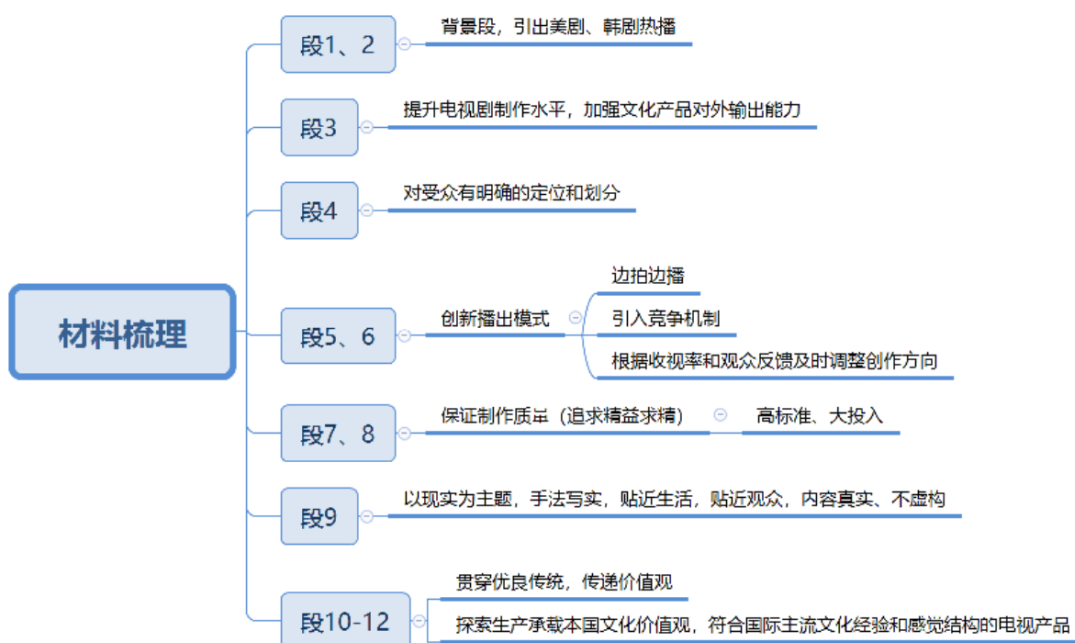 材料梳理
段1、2
背景段，引出美剧、韩剧热播
段3
提升电视剧制作水平，加强文化产品对外输出能力
段4
对受众有明确的定位和划分
段5、6
创新播出模式
边拍边播
引入竞争机制
根据收视率和观众反馈及时调整创作方向
段7、8
保证制作质量（追求精益求精）
高标准、大投入
段9
以现实为主题，手法写实，贴近生活，贴近观众，内容真实、不虚构
段10-12
贯穿优良传统，传递价值观
探索生产承载本国文化价值观，符合国际主流文化经验和感觉结构的电视产品